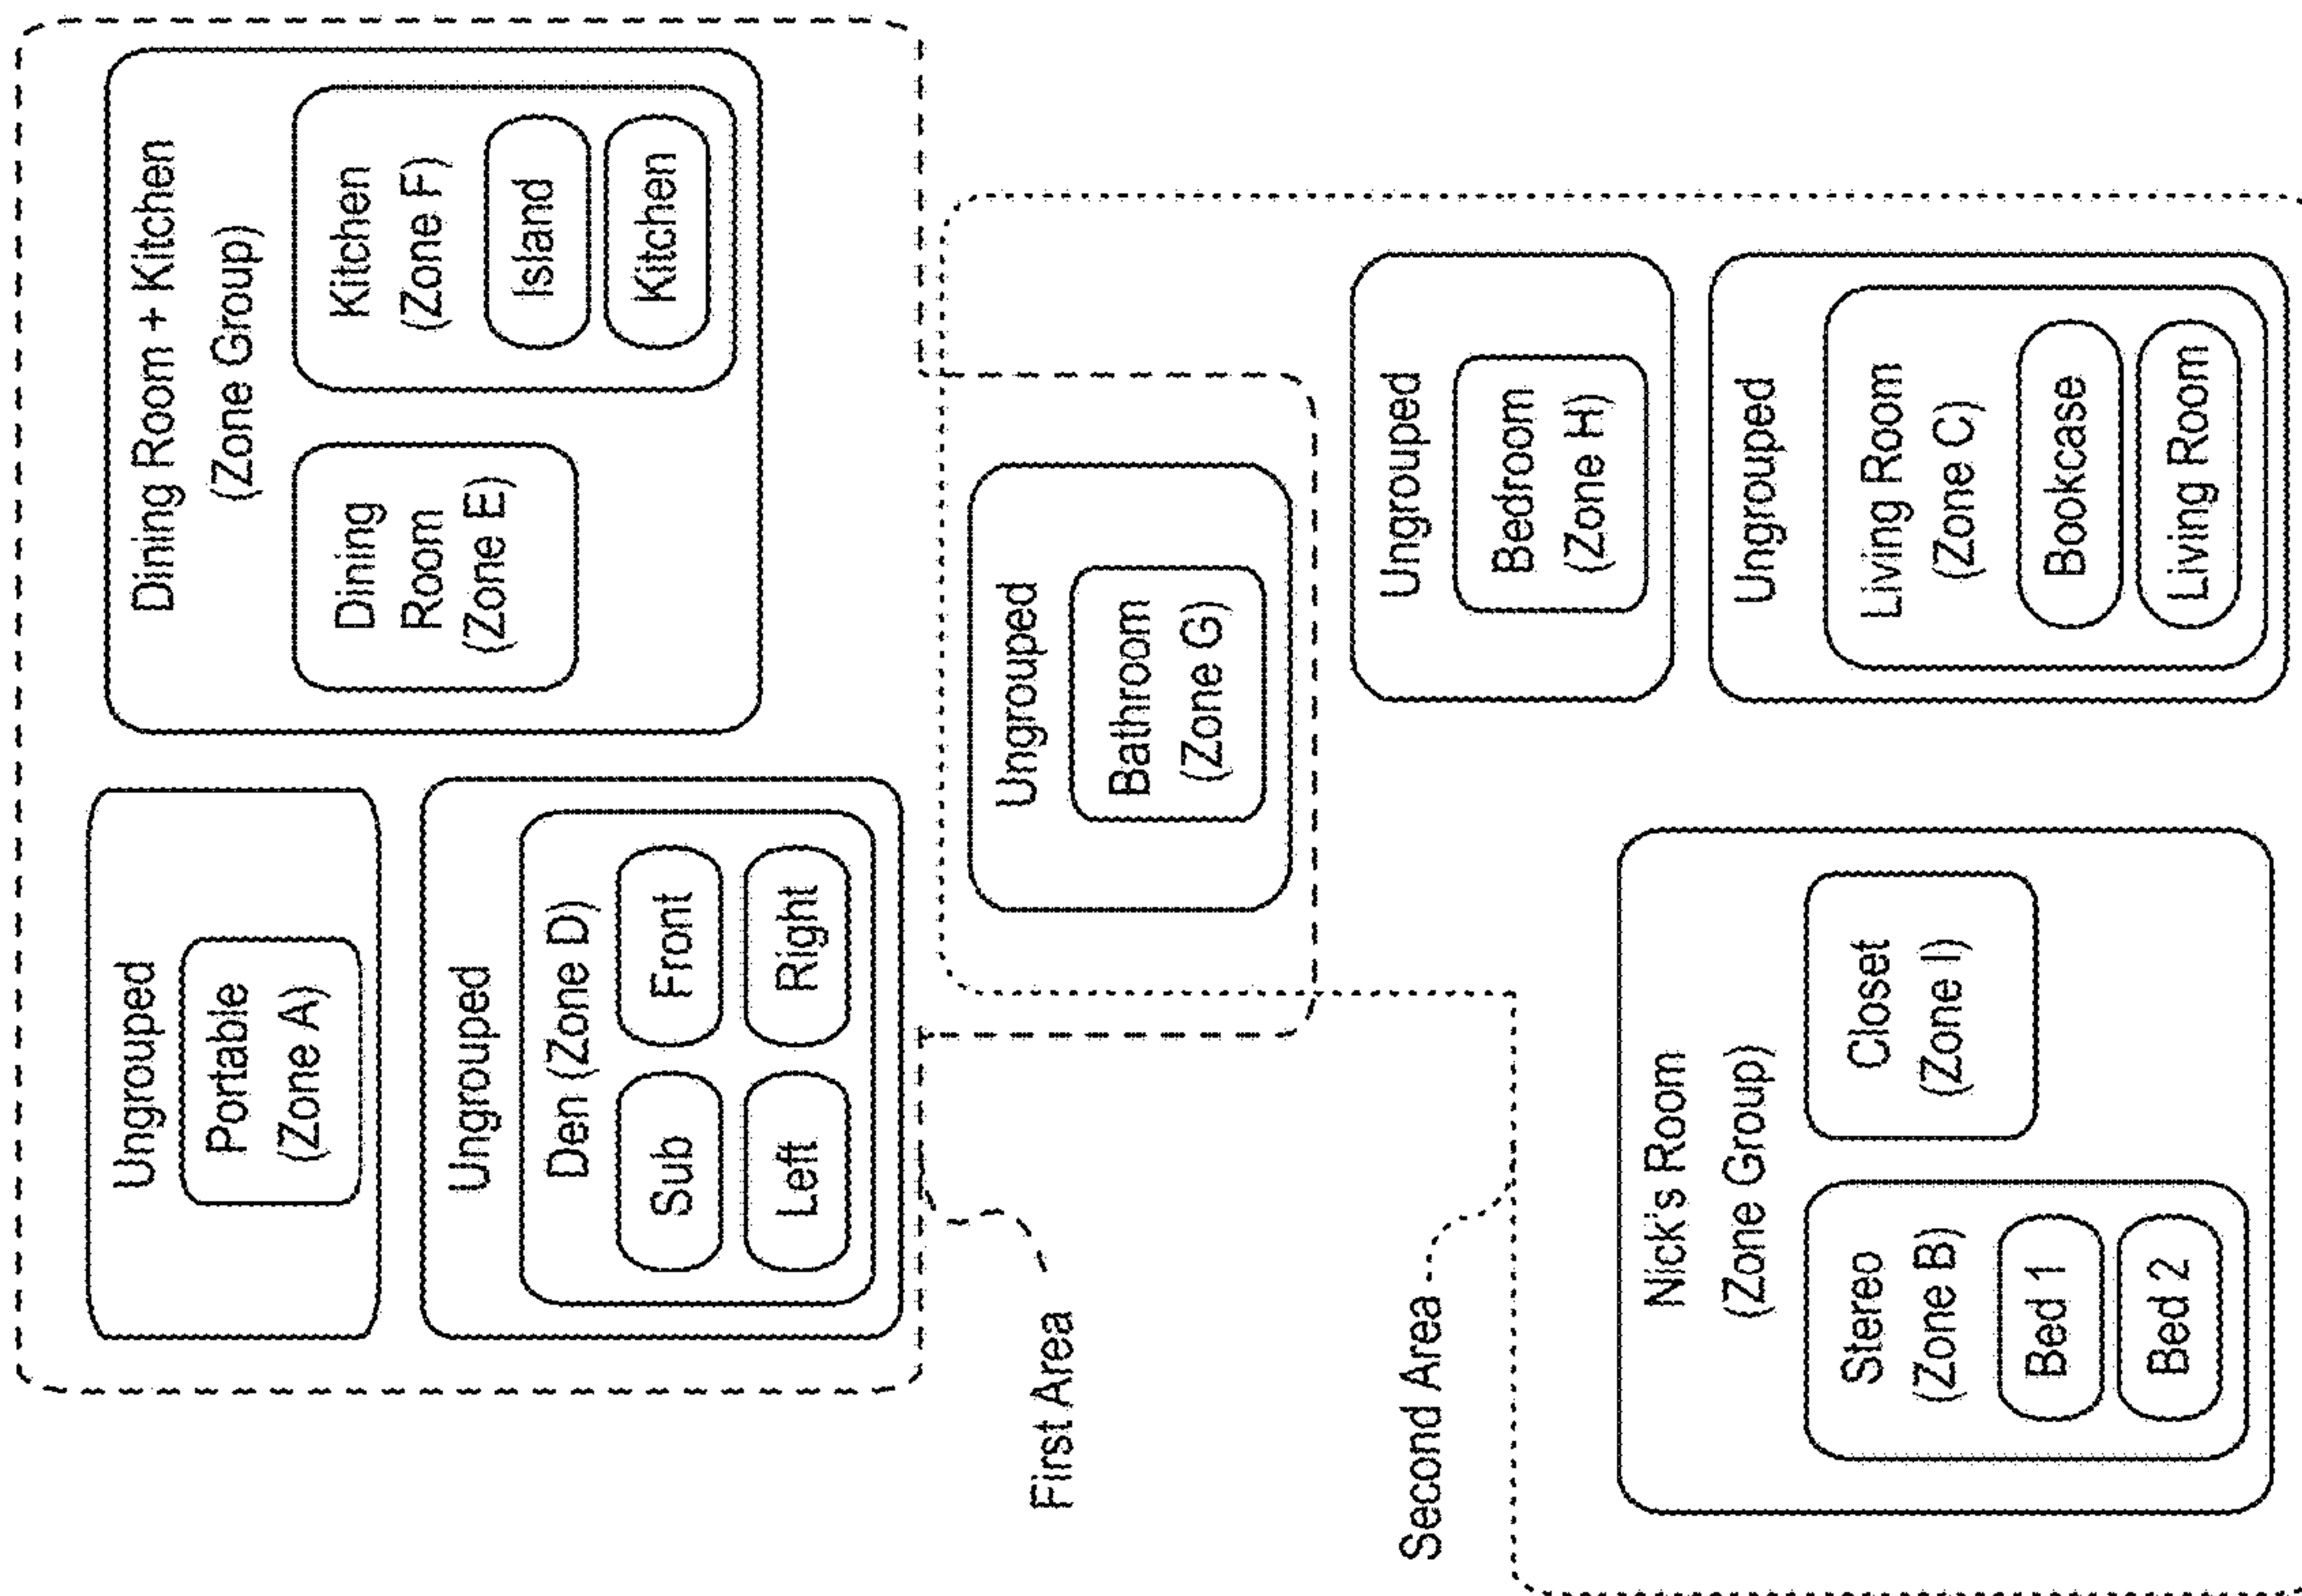 Ungrouped
Portable
(Zone A)
Ungrouped
Den (Zone D)
Sub
Front
Left
Right
Dining Room + Kitchen
(Zone Group)
Dining
Room
(Zone E)
Kitchen
(Zone F)
Island
Kitchen
First Area
Ungrouped
Bathroom
(Zone G)
Second Area
Ungrouped
Bedroom
(Zone H)
Nick's Room
(Zone Group)
Stereo
(Zone B)
Bed 1
Bed 2
Closet
(Zone I)
Ungrouped
Living Room
(Zone C)
Bookcase
Living Room